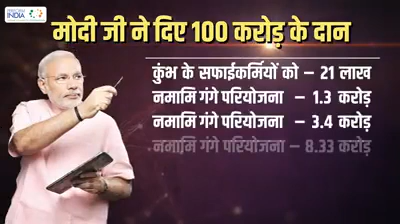 INDIA
मोदी जी ने दिए 100 करोड़ के दान
कुंभ के सफाईकर्मियों को – 21 लाख
नमामि गंगे परियोजना – 1.3 करोड़
नमामि गंगे परियोजना – 3.4 करोड़
नमामि गंगे परियोजना – 8.33 करोड़